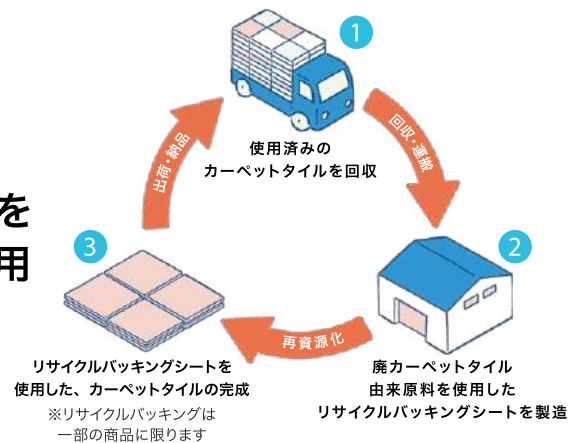 1
使用済みの
カーペットタイルを回収
回収・運搬
2
廃カーペットタイル
由来原料を使用した
リサイクルバッキングシートを製造
再資源化
3
リサイクルバッキングシートを
使用した、カーペットタイルの完成
※リサイクルバッキングは
一部の商品に限ります
出荷・納品
を
用